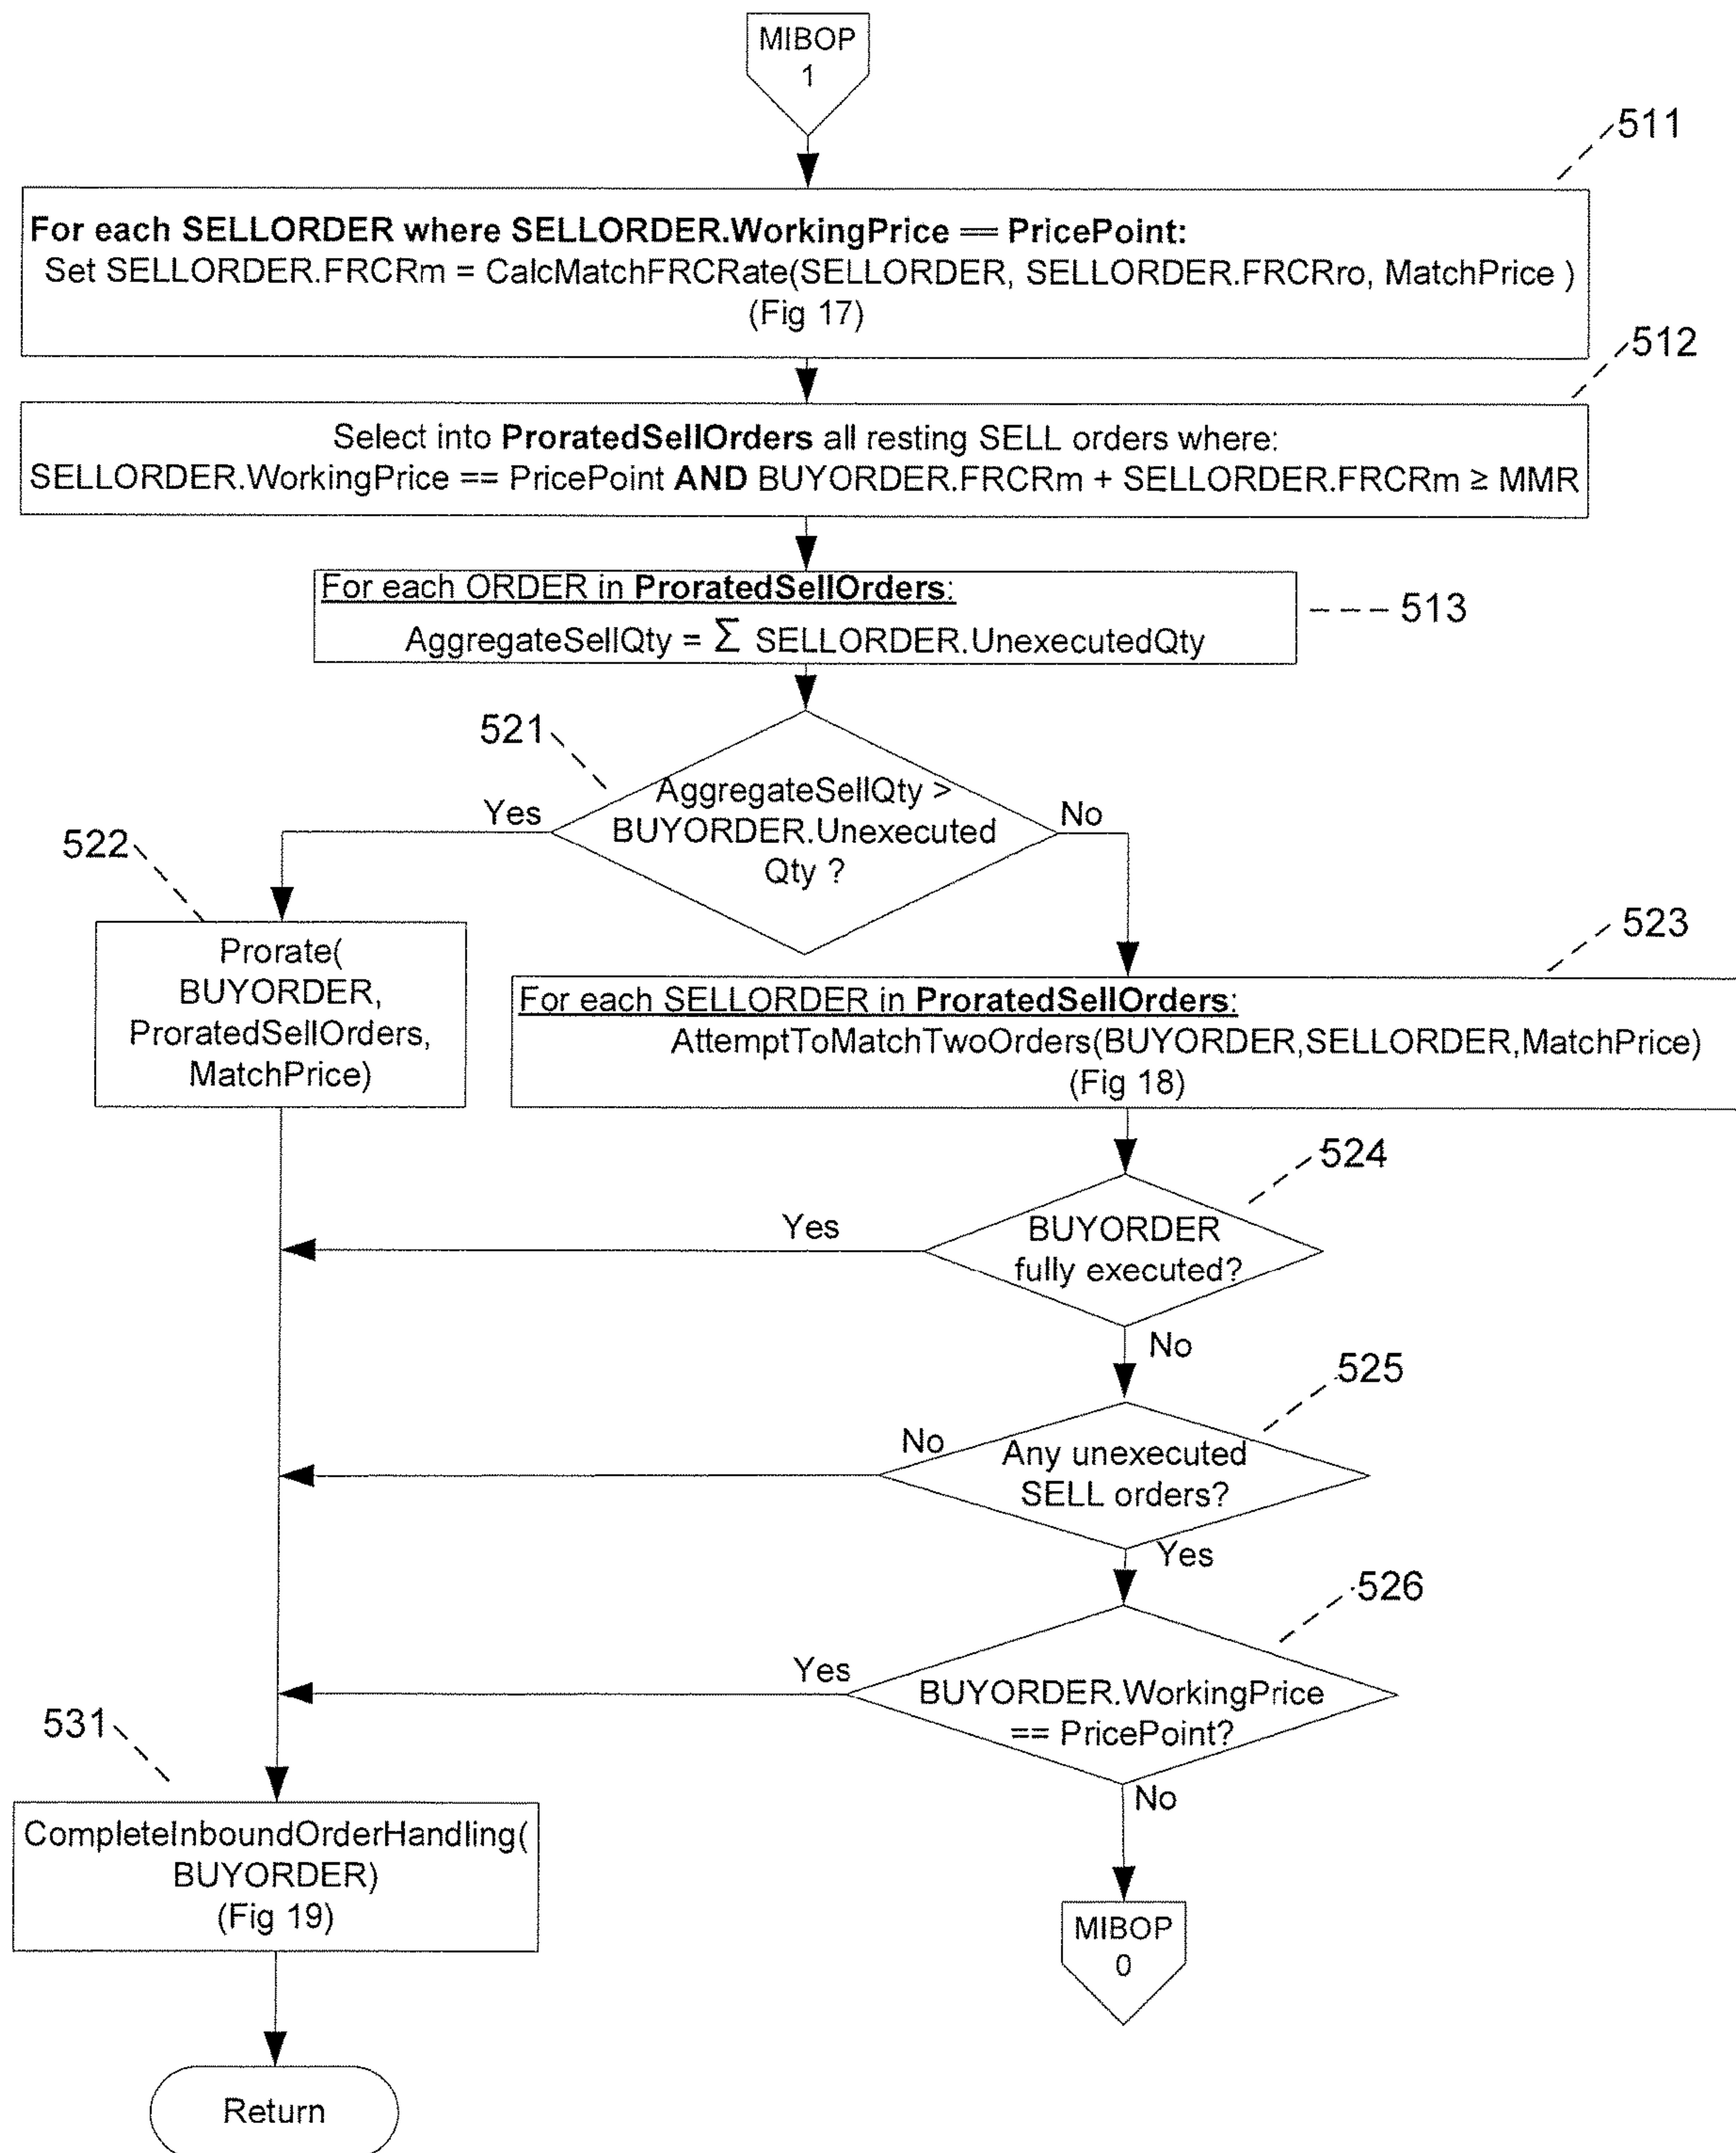 MIBOP
1
511
For each SELLORDER where SELLORDER.WorkingPrice == PricePoint:
Set SELLORDER.FRCRm = CalcMatchFRCRate(SELLORDER, SELLORDER.FRCRro, MatchPrice )
(Fig 17)
512
Select into ProratedSellOrders all resting SELL orders where:
SELLORDER.WorkingPrice == PricePoint AND BUYORDER.FRCRm + SELLORDER.FRCRm ≥ MMR
For each ORDER in ProratedSellOrders:
513
AggregateSellQty = Σ SELLORDER.UnexecutedQty
521
AggregateSellQty >
BUYORDER.Unexecuted
Qty ?
Yes
No
522
Prorate(
BUYORDER,
ProratedSellOrders,
MatchPrice)
523
For each SELLORDER in ProratedSellOrders:
AttemptToMatchTwoOrders(BUYORDER,SELLORDER,MatchPrice)
(Fig 18)
524
BUYORDER
fully executed?
Yes
No
525
Any unexecuted
SELL orders?
No
Yes
526
BUYORDER.WorkingPrice
== PricePoint?
Yes
No
531
CompleteInboundOrderHandling(
BUYORDER)
(Fig 19)
MIBOP
0
Return